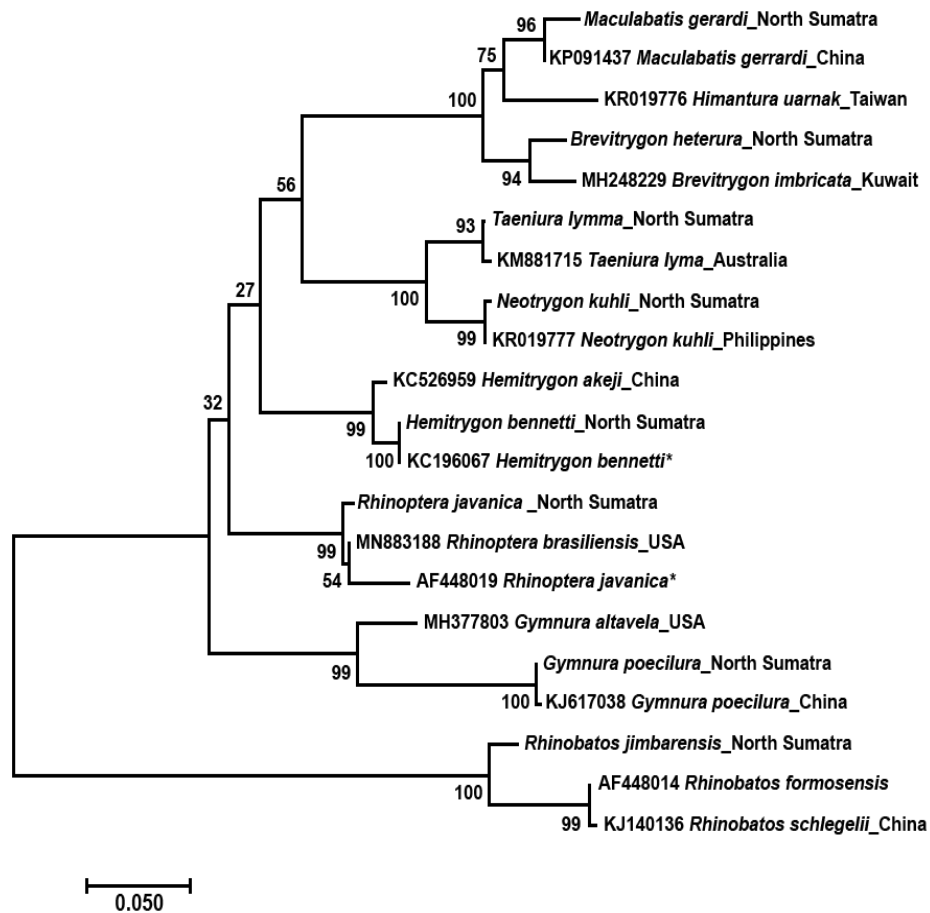 96
Maculabatis gerardi_North Sumatra
KP091437 Maculabatis gerrardi_China
75
KR019776 Himantura uarnak_Taiwan
100
Brevitrygon heterura_North Sumatra
94
MH248229 Brevitrygon imbricata_Kuwait
56
93
Taeniura lymma_North Sumatra
KM881715 Taeniura lyma_Australia
27
100
Neotrygon kuhli_North Sumatra
99
KR019777 Neotrygon kuhli_Philippines
KC526959 Hemitrygon akeji_China
32
99
Hemitrygon bennetti_North Sumatra
100
KC196067 Hemitrygon bennetti*
Rhinoptera javanica _North Sumatra
99
MN883188 Rhinoptera brasiliensis_USA
54
AF448019 Rhinoptera javanica*
MH377803 Gymnura altavela_USA
99
Gymnura poecilura_North Sumatra
100
KJ617038 Gymnura poecilura_China
Rhinobatos jimbarensis_North Sumatra
100
AF448014 Rhinobatos formosensis
99
KJ140136 Rhinobatos schlegelii_China
0.050